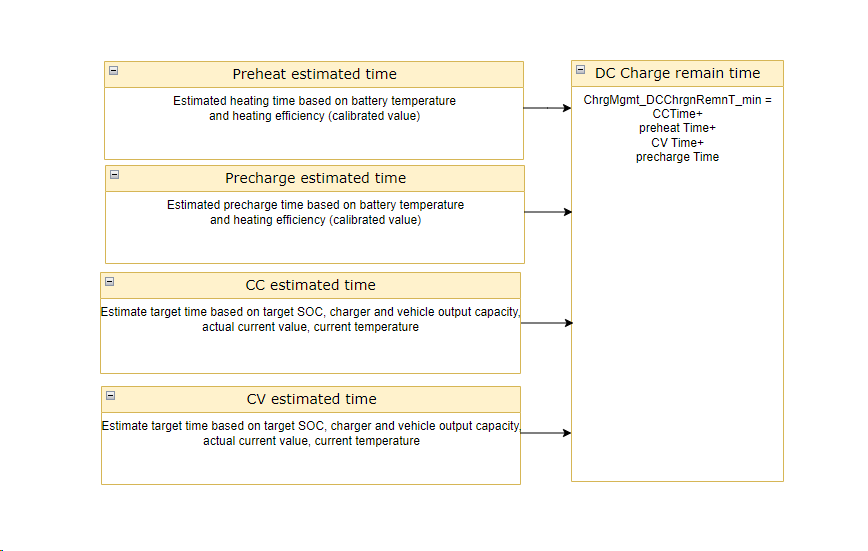 Preheat estimated time
Estimated heating time based on battery temperature
and heating efficiency (calibrated value)
Precharge estimated time
Estimated precharge time based on battery temperature
and heating efficiency (calibrated value)
CC estimated time
Estimate target time based on target SOC, charger and vehicle output capacity,
actual current value, current temperature
CV estimated time
Estimate target time based on target SOC, charger and vehicle output capacity,
actual current value, current temperature
DC Charge remain time
ChrgMgmt_DCChrgnRemnT_min =
CCTime+
preheat Time+
CV Time+
precharge Time